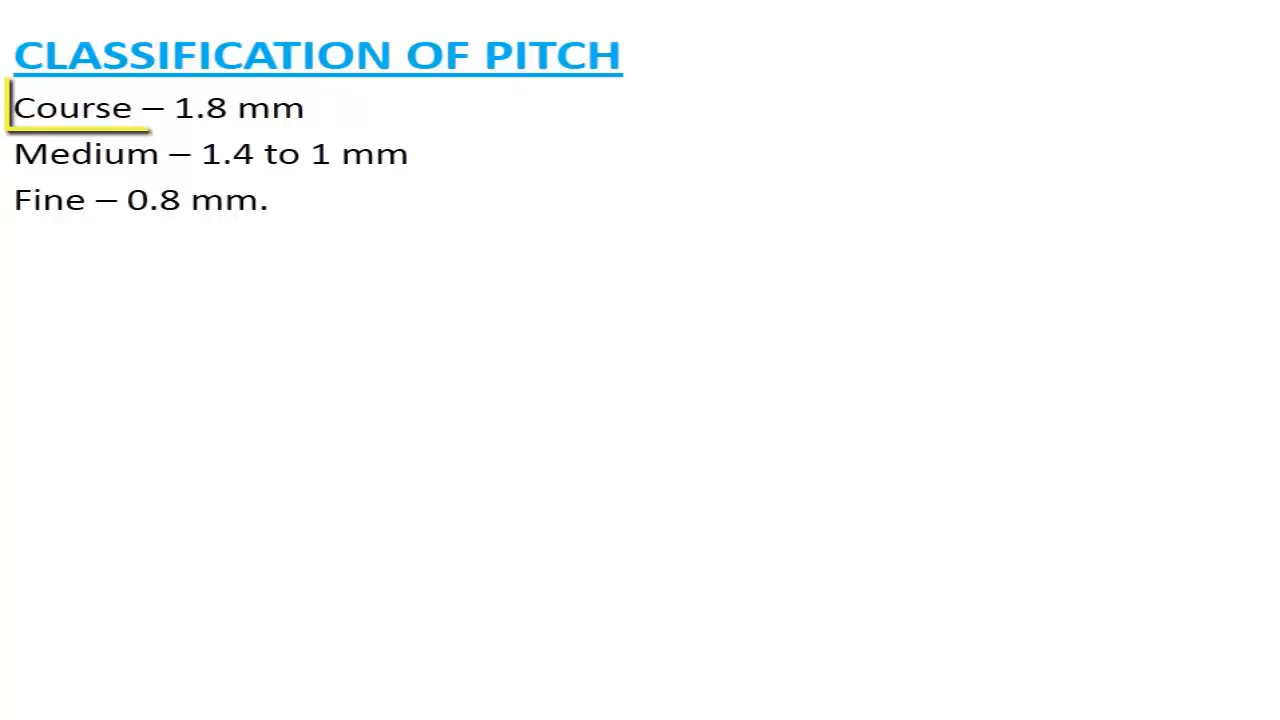 CLASSIFICATION OF PITCH
Course – 1.8 mm
Medium – 1.4 to 1 mm
Fine – 0.8 mm.